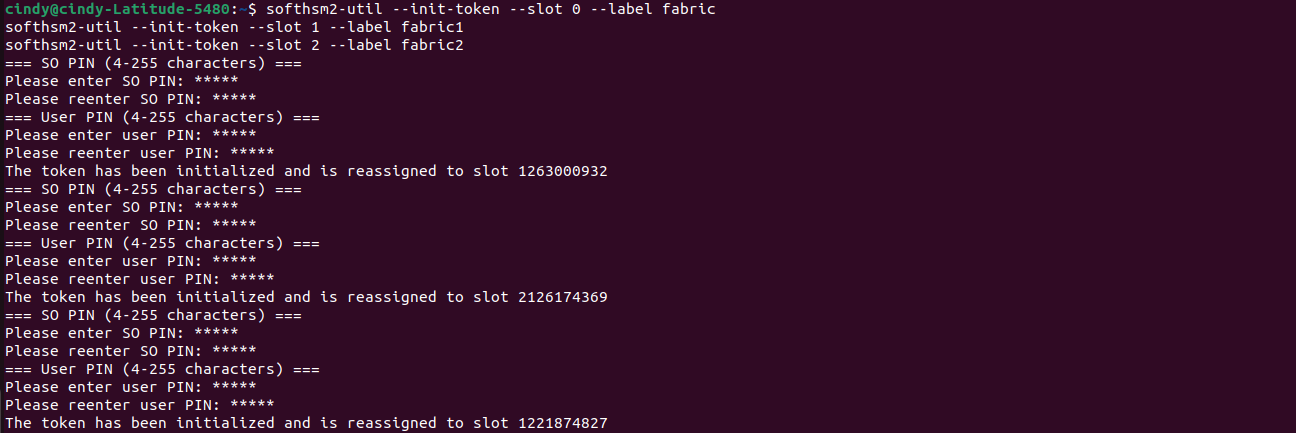 cindy@cindy-Latitude-5480:~$ softhsm2-util --init-token --slot 0 --label fabric
softhsm2-util --init-token --slot 1 --label fabric1
softhsm2-util --init-token --slot 2 --label fabric2
=== SO PIN (4-255 characters) ===
Please enter SO PIN: *****
Please reenter SO PIN: *****
=== User PIN (4-255 characters) ===
Please enter user PIN: *****
Please reenter user PIN: *****
The token has been initialized and is reassigned to slot 1263000932
=== SO PIN (4-255 characters) ===
Please enter SO PIN: *****
Please reenter SO PIN: *****
=== User PIN (4-255 characters) ===
Please enter user PIN: *****
Please reenter user PIN: *****
The token has been initialized and is reassigned to slot 2126174369
=== SO PIN (4-255 characters) ===
Please enter SO PIN: *****
Please reenter SO PIN: *****
=== User PIN (4-255 characters) ===
Please enter user PIN: *****
Please reenter user PIN: *****
The token has been initialized and is reassigned to slot 1221874827